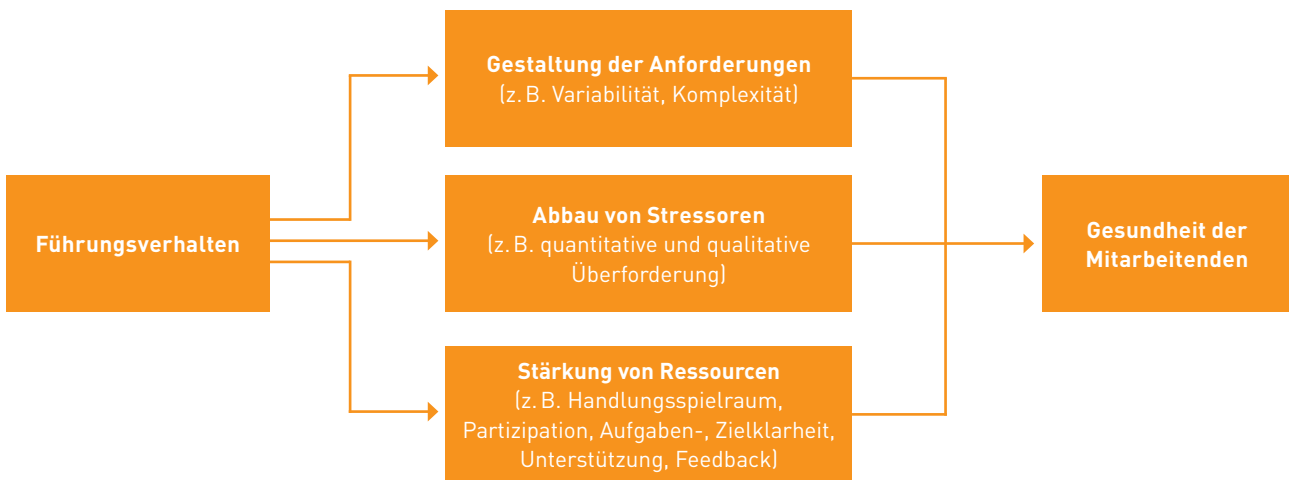 Führungsverhalten
Gestaltung der Anforderungen
(z. B. Variabilität, Komplexität)
Abbau von Stressoren
(z. B. quantitative und qualitative
Überforderung)
Stärkung von Ressourcen
(z. B. Handlungsspielraum,
Partizipation, Aufgaben-, Zielklarheit,
Unterstützung, Feedback)
Gesundheit der
Mitarbeitenden